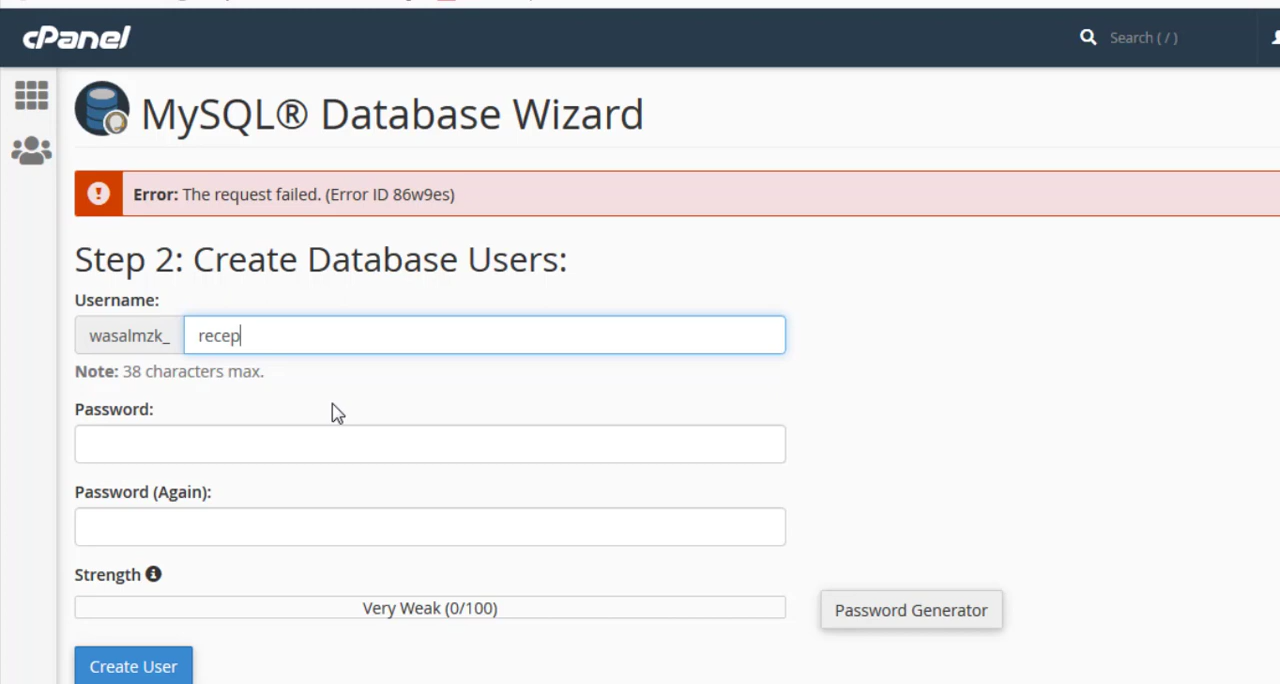 cPanel
Search ( / )
MySQL® Database Wizard
Error: The request failed. (Error ID 86w9es)
Step 2: Create Database Users:
Username:
wasalmzk_ recep
Note: 38 characters max.
Password:
Password (Again):
Strength
Very Weak (0/100)
Password Generator
Create User